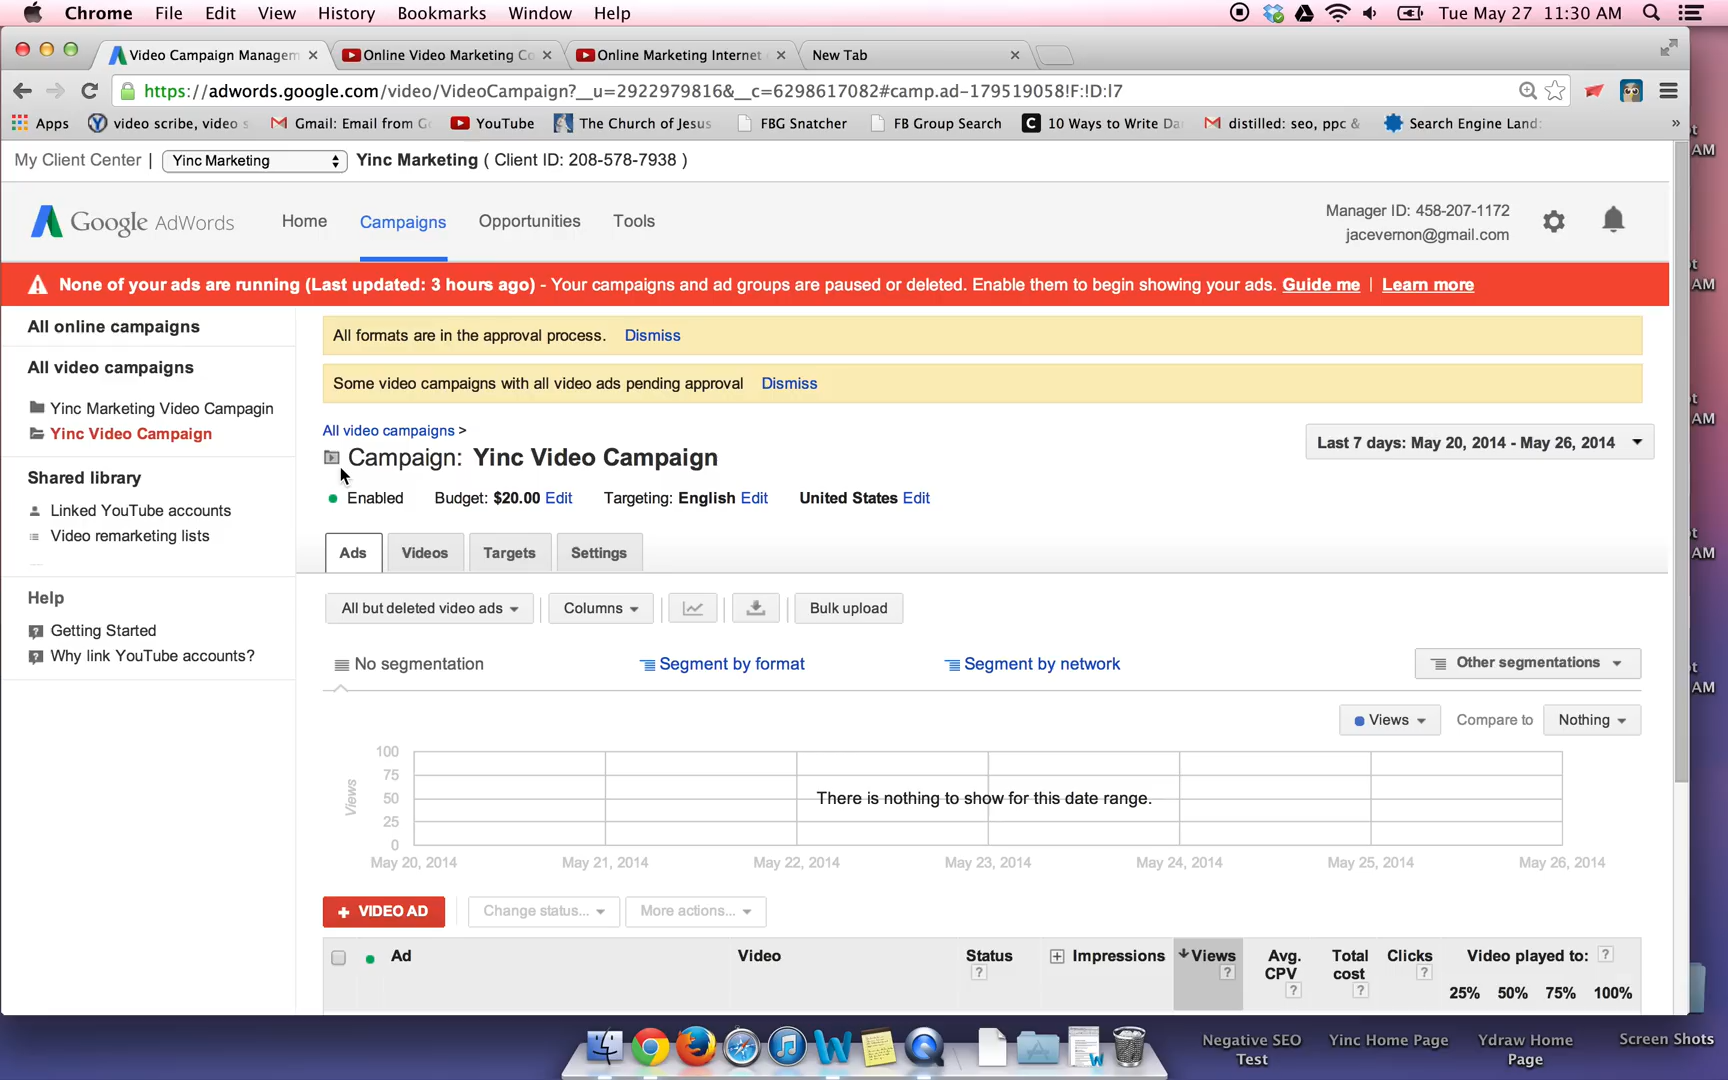 Chrome File Edit View History Bookmarks Window Help Tue May 27 11:30 AM
Video Campaign Managem Online Video Marketing Co Online Marketing Internet New Tab
https://adwords.google.com/video/VideoCampaign?__u=2922979816&__c=6298617082#camp.ad-179519058!F:!D:l7
Apps video scribe, video s Gmail: Email from G YouTube The Church of Jesus FBG Snatcher FB Group Search 10 Ways to Write Da distilled: seo, ppc & Search Engine Land: »
My Client Center | Yinc Marketing Yinc Marketing ( Client ID: 208-578-7938 )
Google AdWords Home Campaigns Opportunities Tools
Manager ID: 458-207-1172
jacevernon@gmail.com
None of your ads are running (Last updated: 3 hours ago) - Your campaigns and ad groups are paused or deleted. Enable them to begin showing your ads. Guide me | Learn more
All online campaigns
All video campaigns
Yinc Marketing Video Campagin
Yinc Video Campaign
Shared library
Linked YouTube accounts
Video remarketing lists
Help
Getting Started
Why link YouTube accounts?
All formats are in the approval process. Dismiss
Some video campaigns with all video ads pending approval Dismiss
All video campaigns >
Campaign: Yinc Video Campaign
Last 7 days: May 20, 2014 - May 26, 2014
Enabled Budget: $20.00 Edit Targeting: English Edit United States Edit
Ads Videos Targets Settings
All but deleted video ads Columns Bulk upload
No segmentation Segment by format Segment by network Other segmentations
Views Compare to Nothing
Views
100
75
50
25
0
There is nothing to show for this date range.
May 20, 2014 May 21, 2014 May 22, 2014 May 23, 2014 May 24, 2014 May 25, 2014 May 26, 2014
+ VIDEO AD Change status... More actions...
Ad Video Status ? Impressions Views ? Avg. CPV ? Total cost ? Clicks ? Video played to: ?
25% 50% 75% 100%
ot
AM
t
AM
t
AM
t
AM
t
AM
Negative SEO Test
Yinc Home Page
Ydraw Home Page
Screen Shots